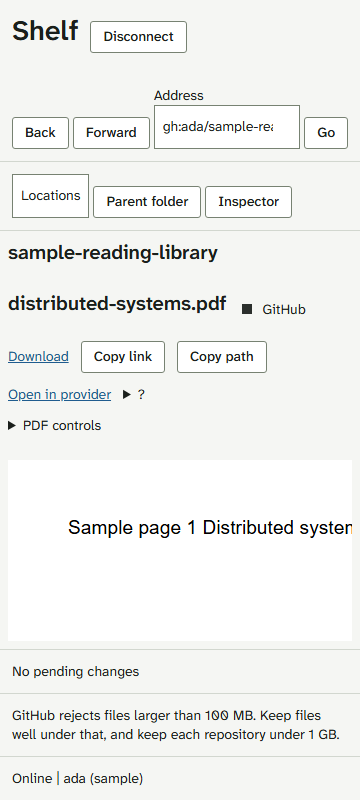 Shelf
Disconnect
Address
Back
Forward
gh:ada/sample-rea
Go
Locations
Parent folder
Inspector
sample-reading-library
distributed-systems.pdf
GitHub
Download
Copy link
Copy path
Open in provider
?
PDF controls
Sample page 1 Distributed system
No pending changes
GitHub rejects files larger than 100 MB. Keep files
well under that, and keep each repository under 1 GB.
Online | ada (sample)